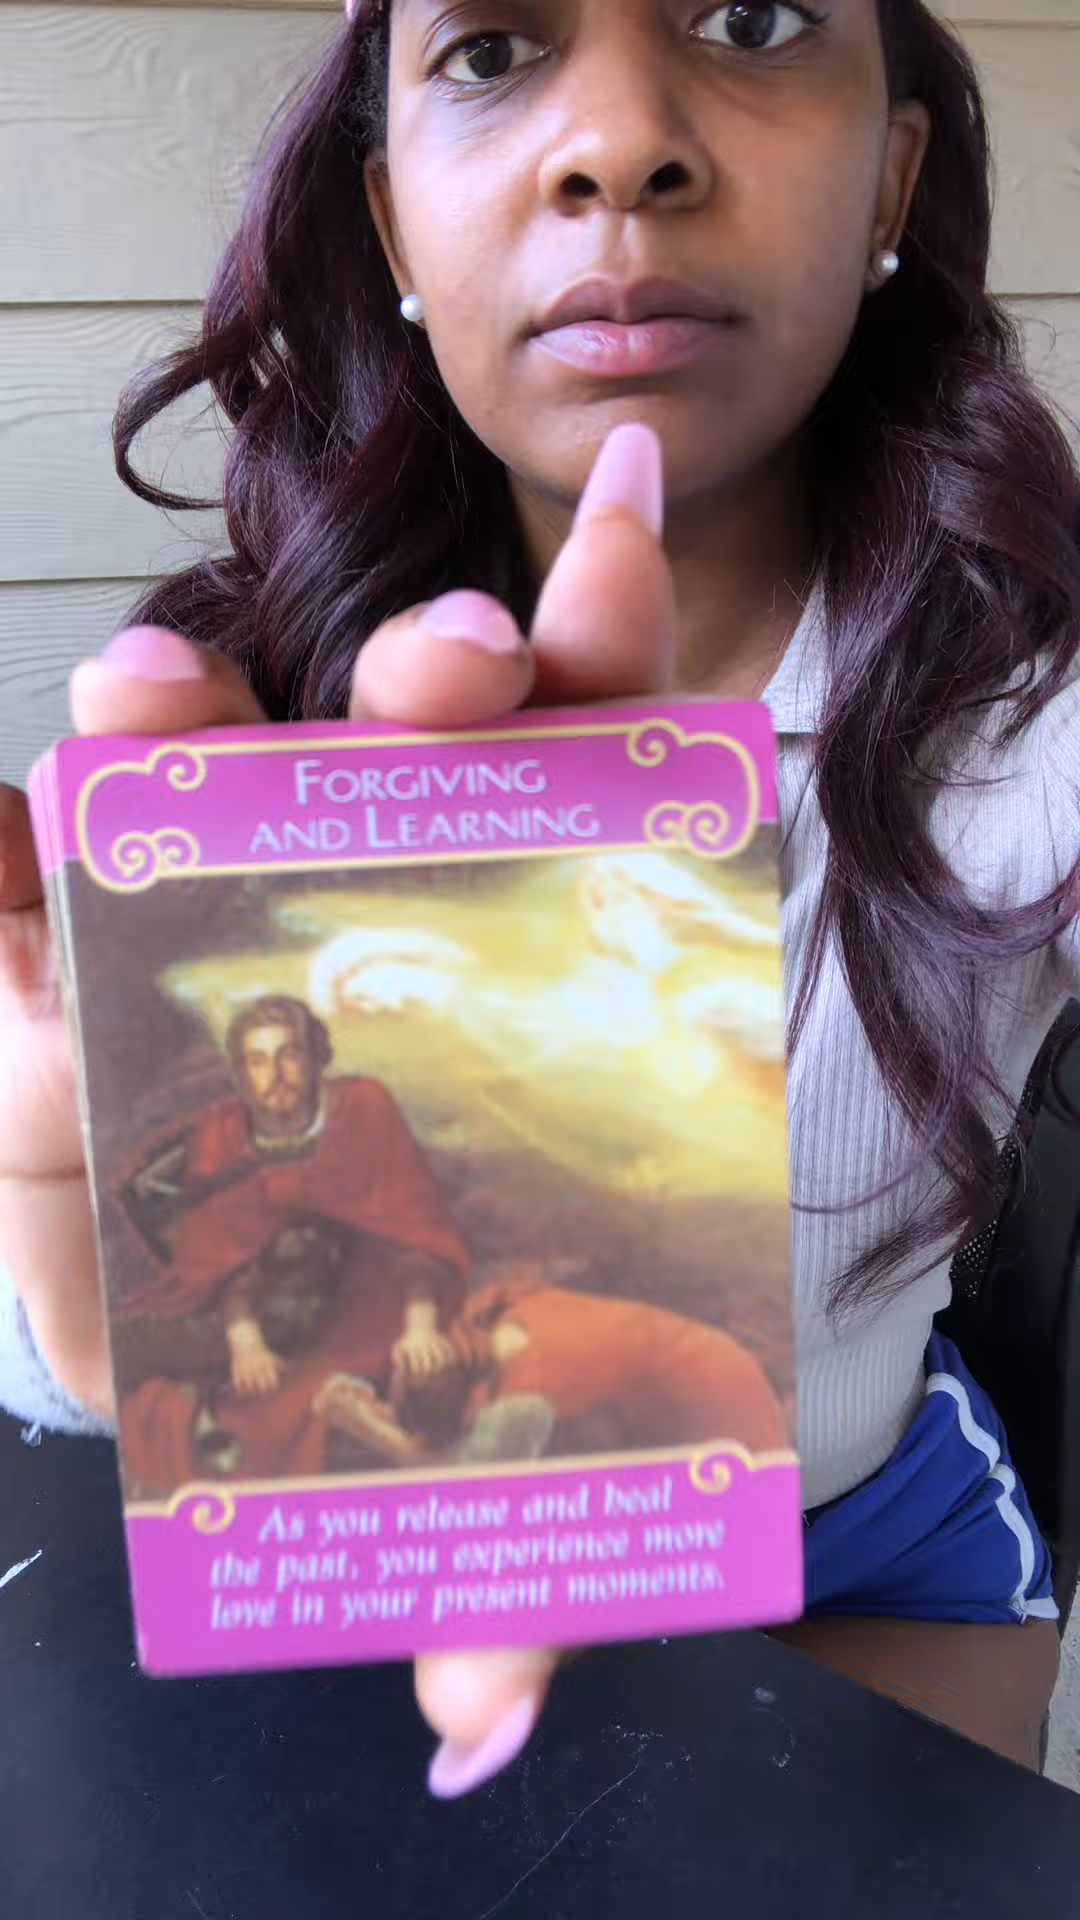 FORGIVING
AND LEARNING
As you release and heal
the past, you experience more
love in your present moments.